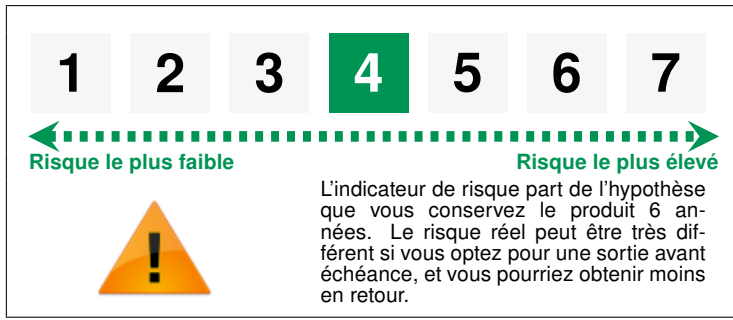 1 2 3 4 5 6 7
Risque le plus faible Risque le plus élevé
L'indicateur de risque part de l'hypothèse
que vous conservez le produit 6 an-
nées. Le risque réel peut être très dif-
férent si vous optez pour une sortie avant
échéance, et vous pourriez obtenir moins
en retour.
!